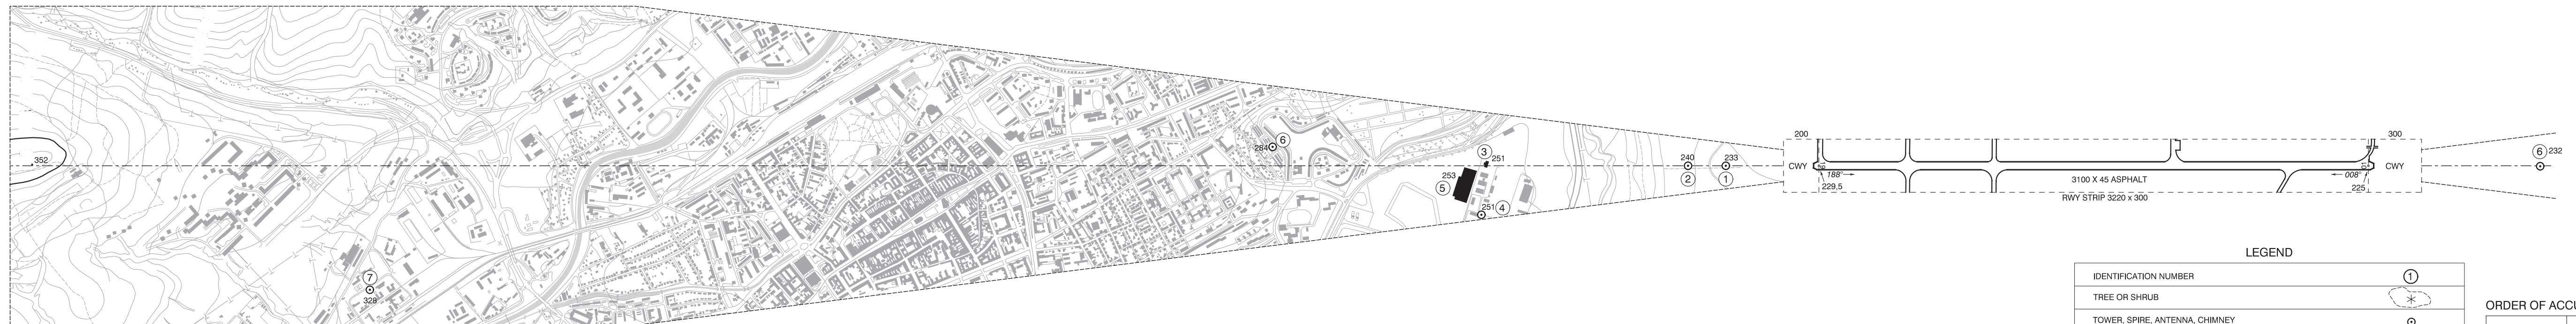 352
7
328
284
6
3
251
253
5
251
4
240
2
233
1
200
CWY
188°
229,5
3100 X 45 ASPHALT
RWY STRIP 3220 x 300
008°
225
300
CWY
6
232
LEGEND
IDENTIFICATION NUMBER
1
TREE OR SHRUB
TOWER, SPIRE, ANTENNA, CHIMNEY
ORDER OF ACCU